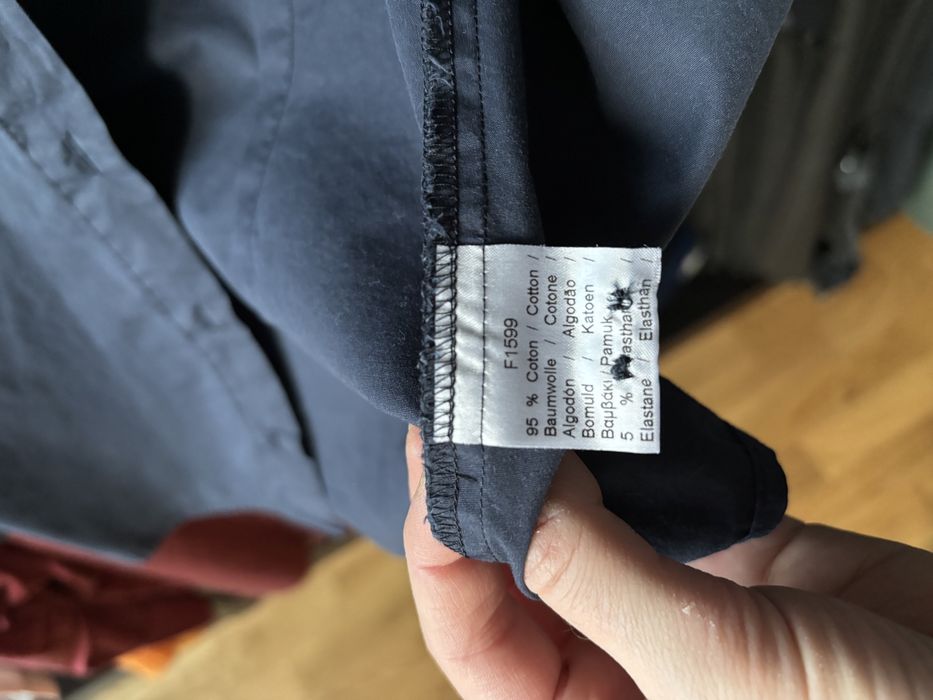 F1599
95 % Coton / Cotton /
Baumwolle / Cotone /
Algodón / Algodão /
Bomuld / Katoen /
Βαμβάκι / Pamuk
5 %
Elastane / Elasthan